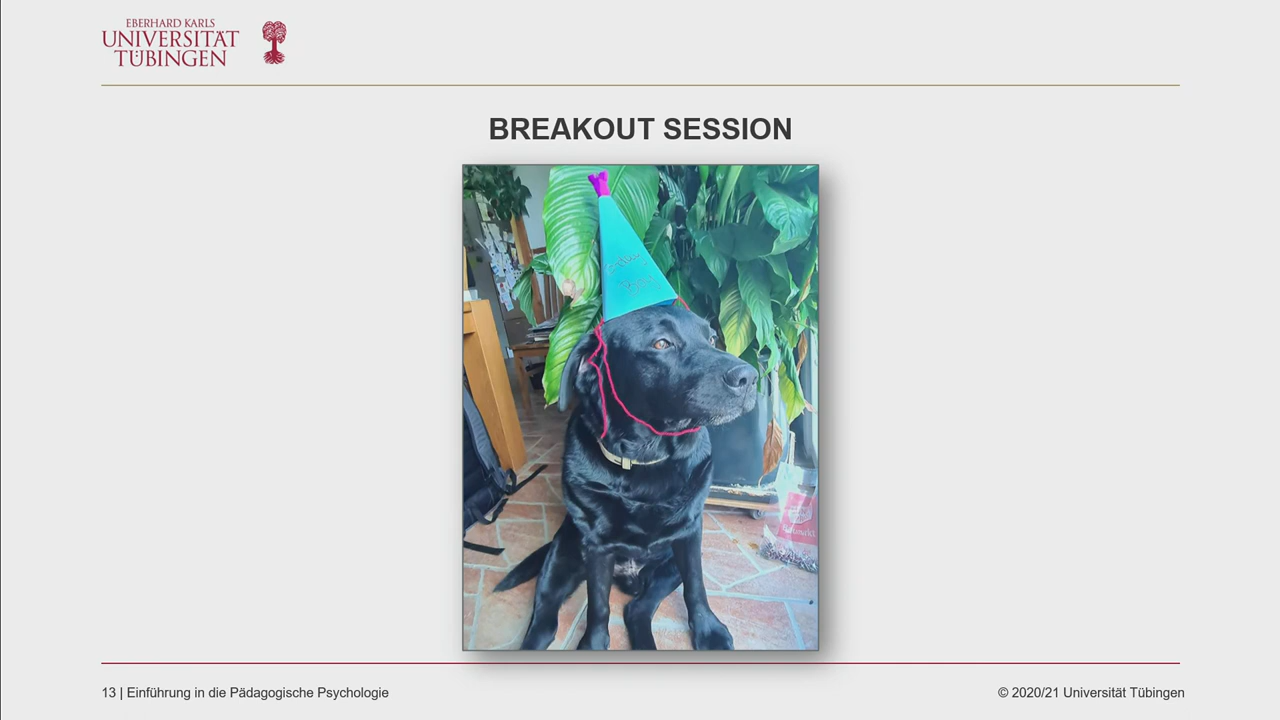 EBERHARD KARLS
UNIVERSITÄT
TÜBINGEN
BREAKOUT SESSION
13 | Einführung in die Pädagogische Psychologie
© 2020/21 Universität Tübingen